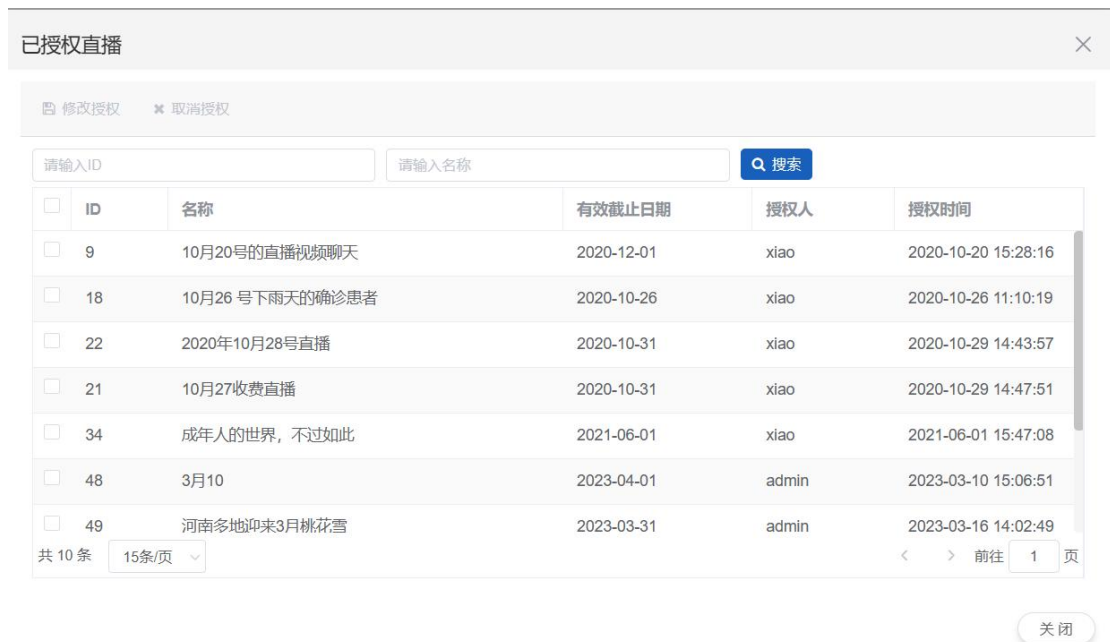 已授权直播
修改授权 取消授权
请输入ID 请输入名称 搜索
ID 名称 有效截止日期 授权人 授权时间
9 10月20号的直播视频聊天 2020-12-01 xiao 2020-10-20 15:28:16
18 10月26 号下雨天的确诊患者 2020-10-26 xiao 2020-10-26 11:10:19
22 2020年10月28号直播 2020-10-31 xiao 2020-10-29 14:43:57
21 10月27收费直播 2020-10-31 xiao 2020-10-29 14:47:51
34 成年人的世界，不过如此 2021-06-01 xiao 2021-06-01 15:47:08
48 3月10 2023-04-01 admin 2023-03-10 15:06:51
49 河南多地迎来3月桃花雪 2023-03-31 admin 2023-03-16 14:02:49
共 10 条 15条/页 前往 1 页
关闭